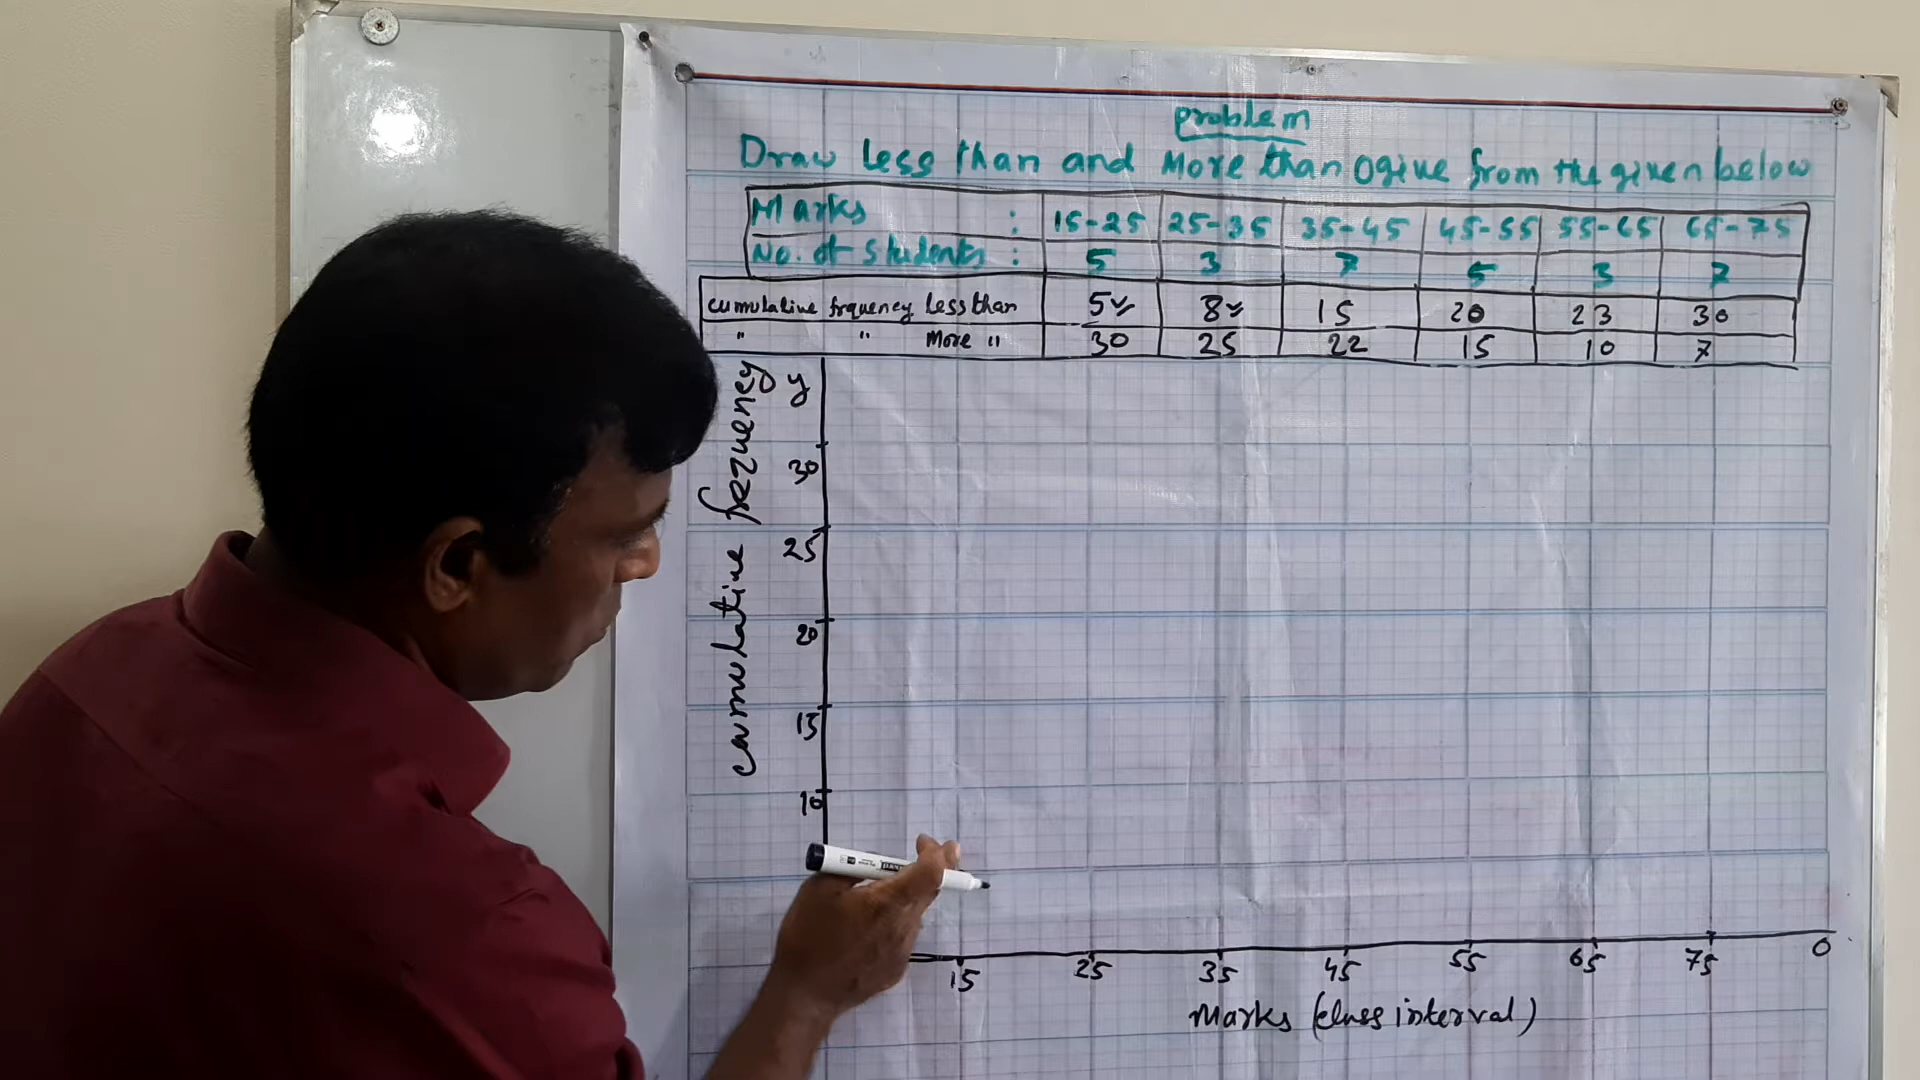 problem
Draw Less than and More than Ogive from the given below
Marks : 15-25 25-35 35-45 45-55 55-65 65-75
No. of Students : 5 3 7 5 3 7
cumulative frquency Less than 5 8 15 20 23 30
" " More " 30 25 22 15 10 7
cumulative frequency
y
30
25
20
15
10
15 25 35 45 55 65 75 0
Marks (class interval)